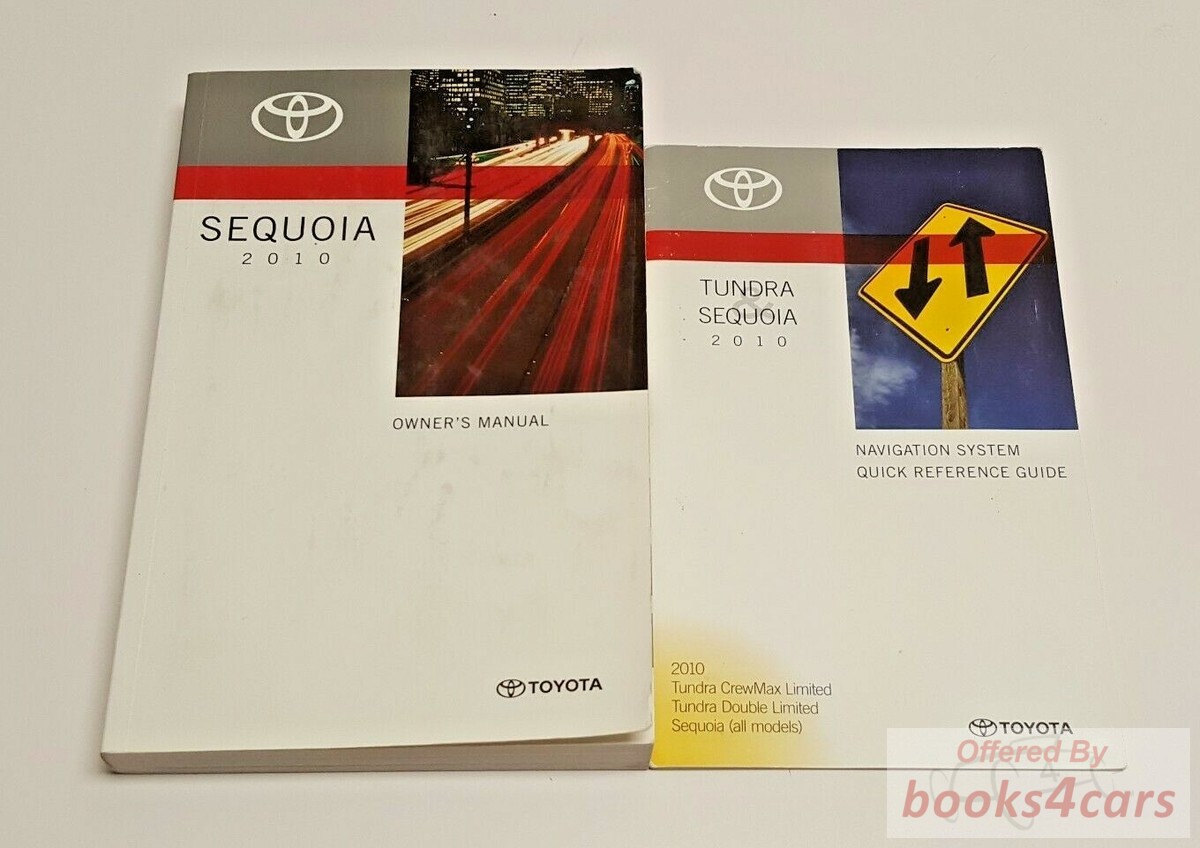 SEQUOIA
2010
OWNER'S MANUAL
TOYOTA
TUNDRA
&
SEQUOIA
2010
NAVIGATION SYSTEM
QUICK REFERENCE GUIDE
2010
Tundra CrewMax Limited
Tundra Double Limited
Sequoia (all models)
TOYOTA
Offered By
books4cars